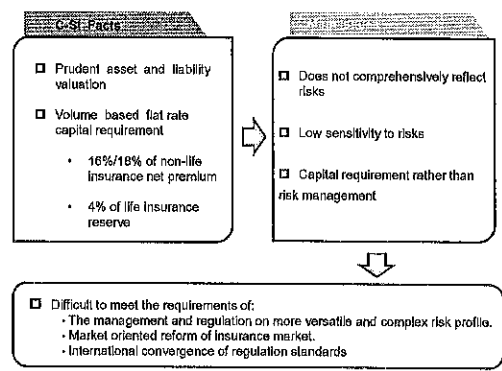 C-SI-Facts
Prudent asset and liability
valuation
Volume based flat rate
capital requirement
16%/18% of non-life
insurance net premium
4% of life insurance
reserve
Does not comprehensively reflect
risks
Low sensitivity to risks
Capital requirement rather than
risk management
Difficult to meet the requirements of:
- The management and regulation on more versatile and complex risk profile.
- Market oriented reform of insurance market.
- International convergence of regulation standards